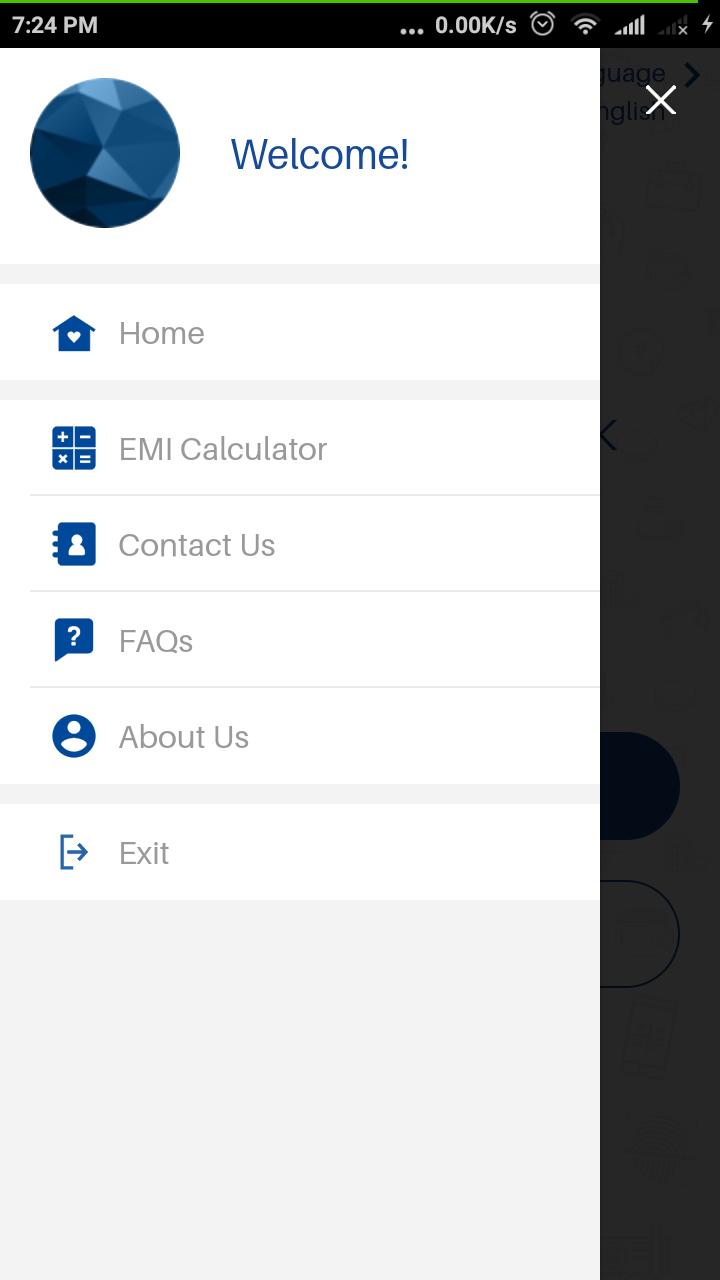 7:24 PM ... 0.00K/s
Welcome!
Home
EMI Calculator
Contact Us
FAQs
About Us
Exit